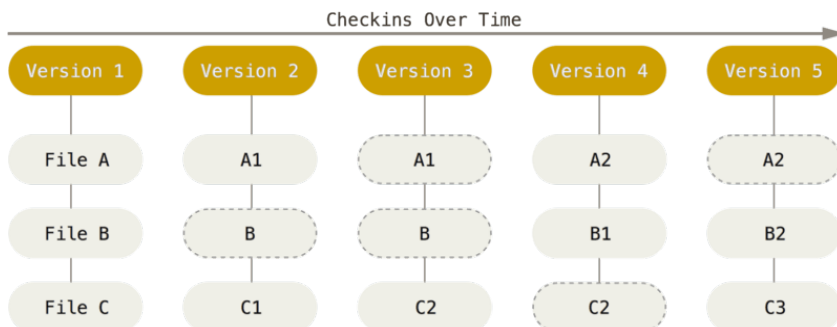 Checkins Over Time
Version 1 Version 2 Version 3 Version 4 Version 5
File A A1 A1 A2 A2
File B B B B1 B2
File C C1 C2 C2 C3